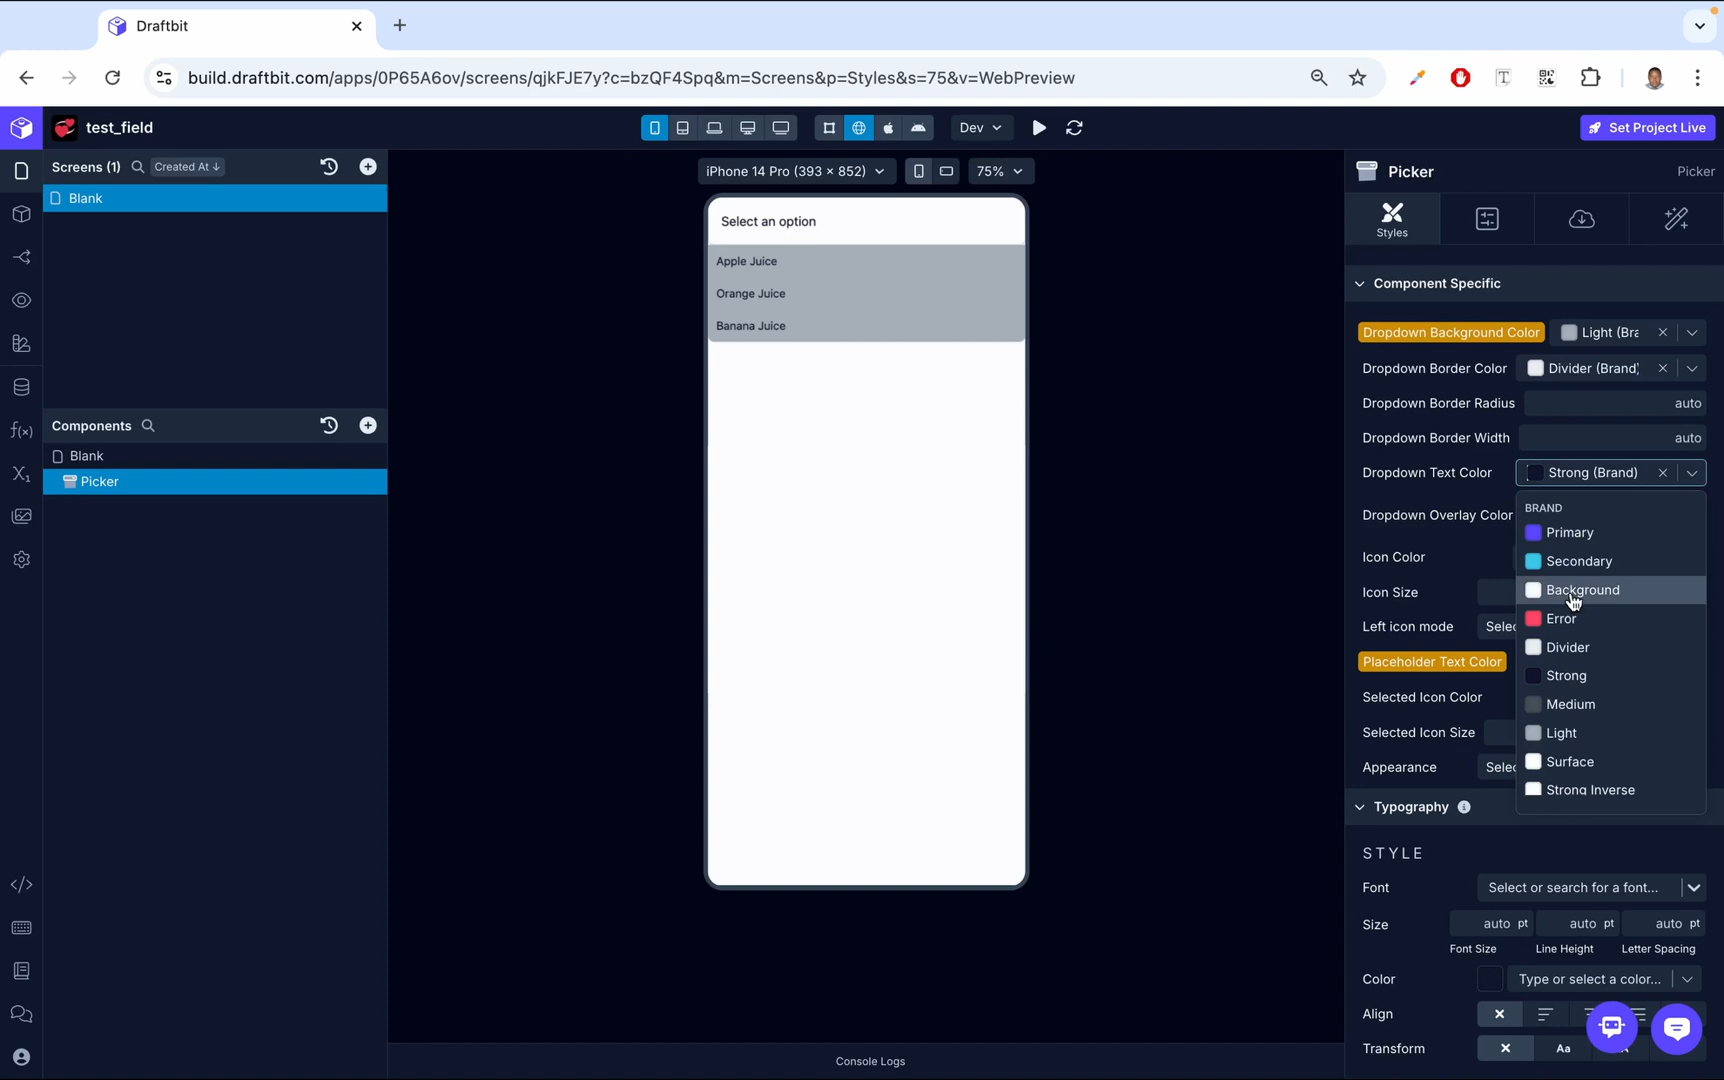 Draftbit
build.draftbit.com/apps/0P65A6ov/screens/qjkFJE7y?c=bzQF4Spq&m=Screens&p=Styles&s=75&v=WebPreview
test_field
Dev
Set Project Live
Screens (1) Created At ↓
Blank
iPhone 14 Pro (393 × 852)
75%
Picker
Picker
Styles
Select an option
Apple Juice
Orange Juice
Banana Juice
Components
Blank
Picker
Component Specific
Dropdown Background Color Light (Bra
Dropdown Border Color Divider (Brand)
Dropdown Border Radius auto
Dropdown Border Width auto
Dropdown Text Color Strong (Brand)
Dropdown Overlay Color
Icon Color
Icon Size
Left icon mode Selec
Placeholder Text Color
Selected Icon Color
Selected Icon Size
Appearance Selec
BRAND
Primary
Secondary
Background
Error
Divider
Strong
Medium
Light
Surface
Strong Inverse
Typography
STYLE
Font Select or search for a font...
Size auto pt auto pt auto pt
Font Size Line Height Letter Spacing
Color Type or select a color...
Align
Transform Aa
Console Logs